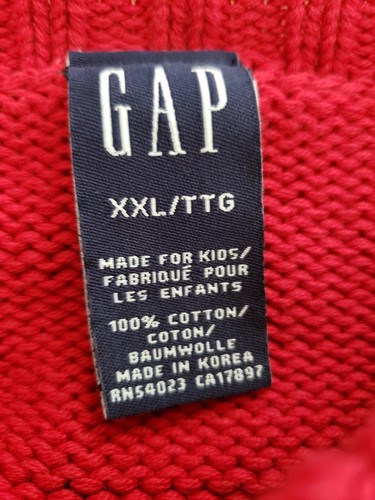 GAP
XXL/TTG
MADE FOR KIDS/
FABRIQUÉ POUR
LES ENFANTS
100% COTTON/
COTON/
BAUMWOLLE
MADE IN KOREA
RN54023 CA17897